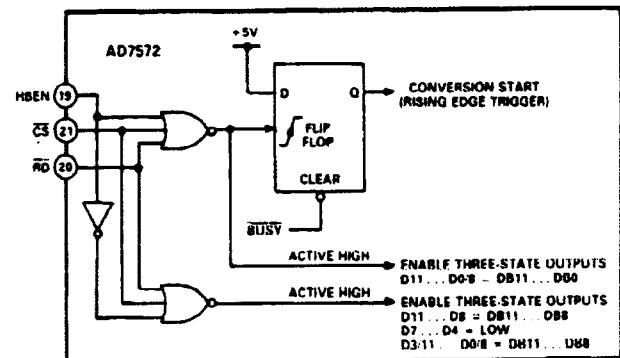 AD7572
+5V
HBEN 19
CS 21
RD 20
D Q
FLIP
FLOP
CLEAR
BUSY
CONVERSION START
(RISING EDGE TRIGGER)
ACTIVE HIGH
ENABLE THREE-STATE OUTPUTS
D11 ... D0/8 = DB11 ... DB0
ACTIVE HIGH
ENABLE THREE-STATE OUTPUTS
D11 ... D8 = DB11 ... DB8
D7 ... D4 = LOW
D3/11 ... D0/8 = DB11 ... DB8